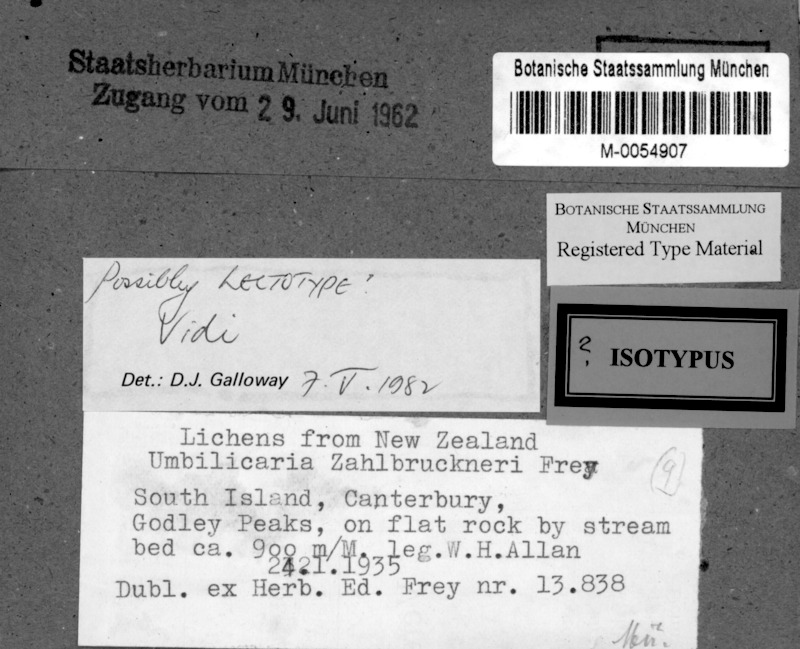 Staatsherbarium München
Zugang vom 29. Juni 1962
Botanische Staatssammlung München
M-0054907
BOTANISCHE STAATSSAMMLUNG
MÜNCHEN
Registered Type Material
Possibly LECTOTYPE!
Vidi
Det.: D.J. Galloway 7.V.1982
? ISOTYPUS
Lichens from New Zealand
Umbilicaria Zahlbruckneri Frey
(9)
South Island, Canterbury,
Godley Peaks, on flat rock by stream
bed ca. 900 m/M. leg.W.H.Allan
.1.1935
Dubl. ex Herb. Ed. Frey nr. 13.838